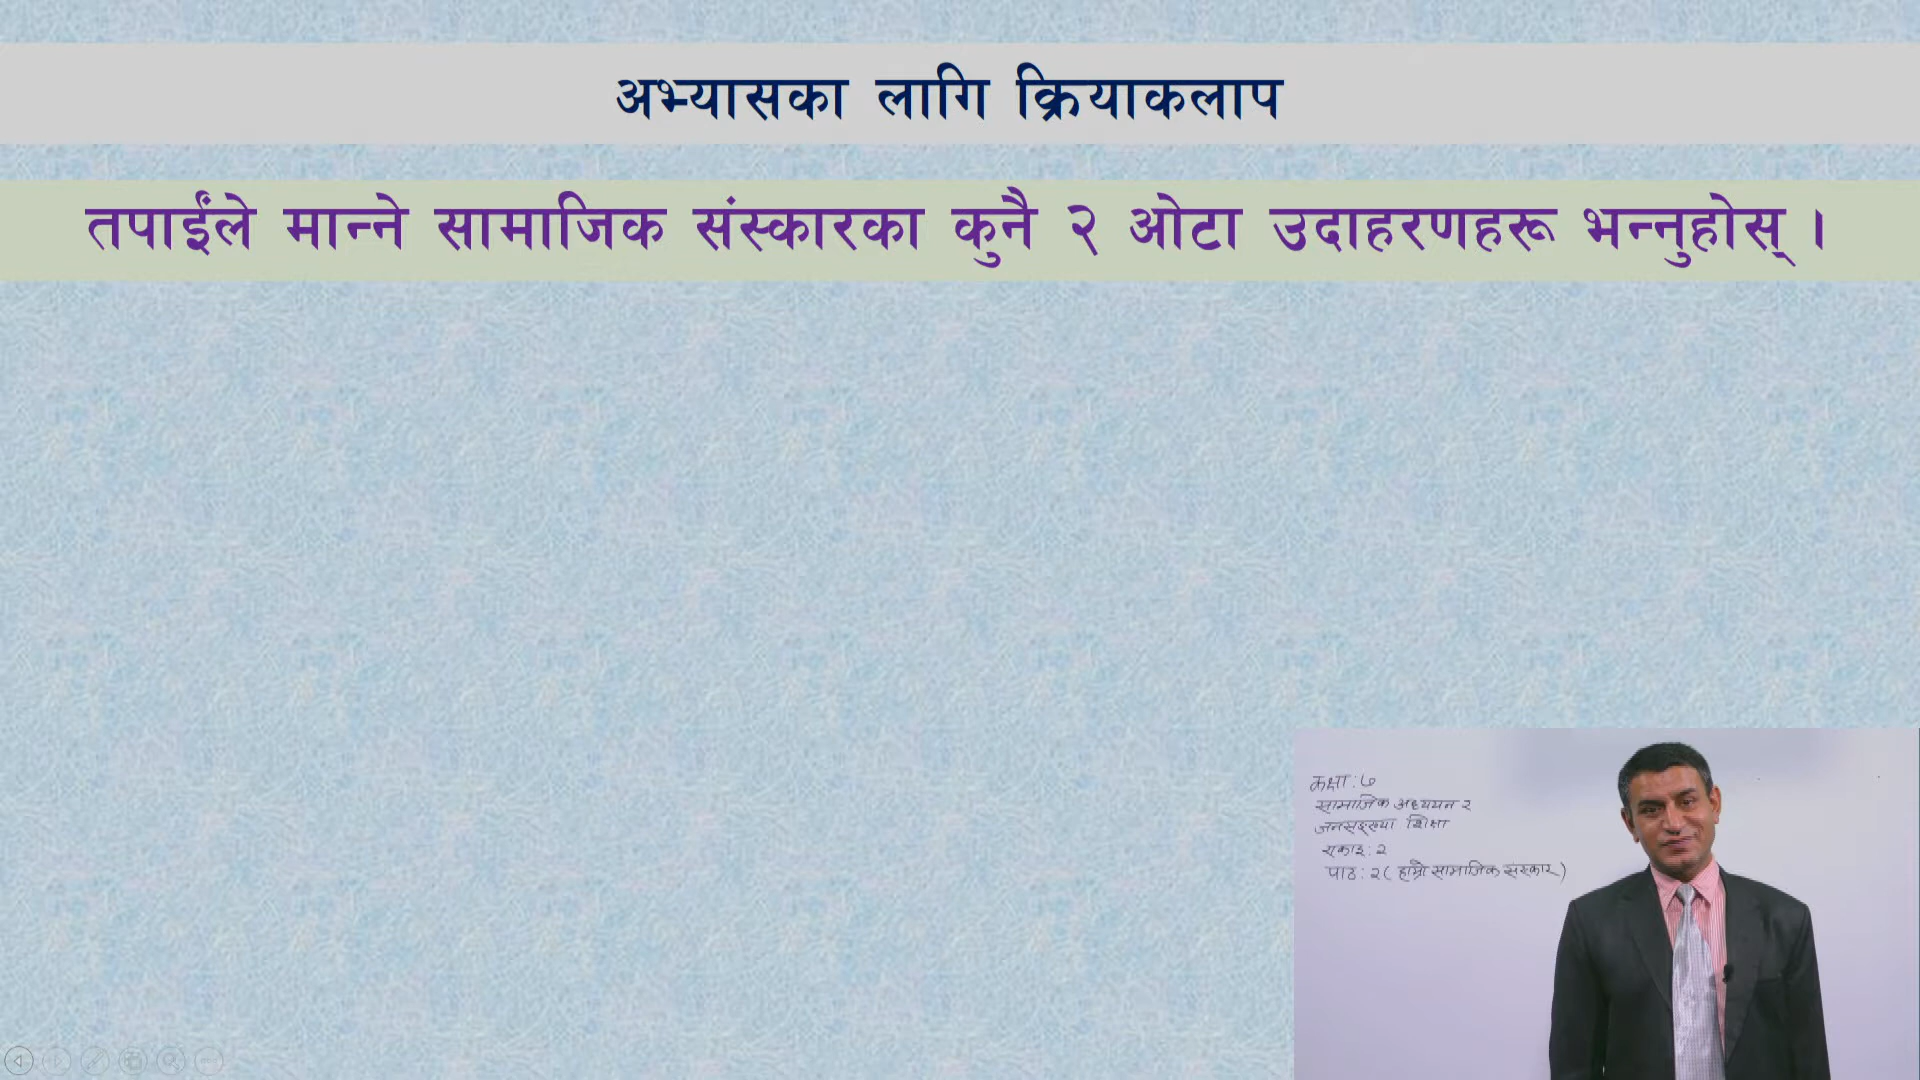 अभ्यासका लागि क्रियाकलाप
तपाईंले मान्ने सामाजिक संस्कारका कुनै २ ओटा उदाहरणहरू भन्नुहोस् ।
कक्षा : ७
सामाजिक अध्ययन र
जनसङ्ख्या शिक्षा
एकाइ : २
पाठ : २ ( हाम्रो सामाजिक संस्कार )